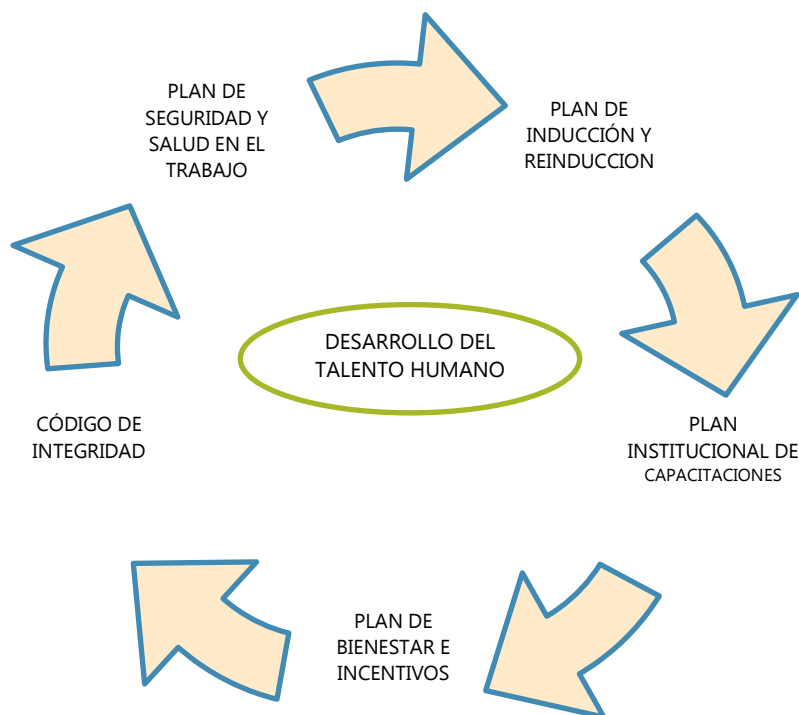 PLAN DE
SEGURIDAD Y
SALUD EN EL
TRABAJO
PLAN DE
INDUCCIÓN Y
REINDUCCION
DESARROLLO DEL
TALENTO HUMANO
CÓDIGO DE
INTEGRIDAD
PLAN
INSTITUCIONAL DE
CAPACITACIONES
PLAN DE
BIENESTAR E
INCENTIVOS